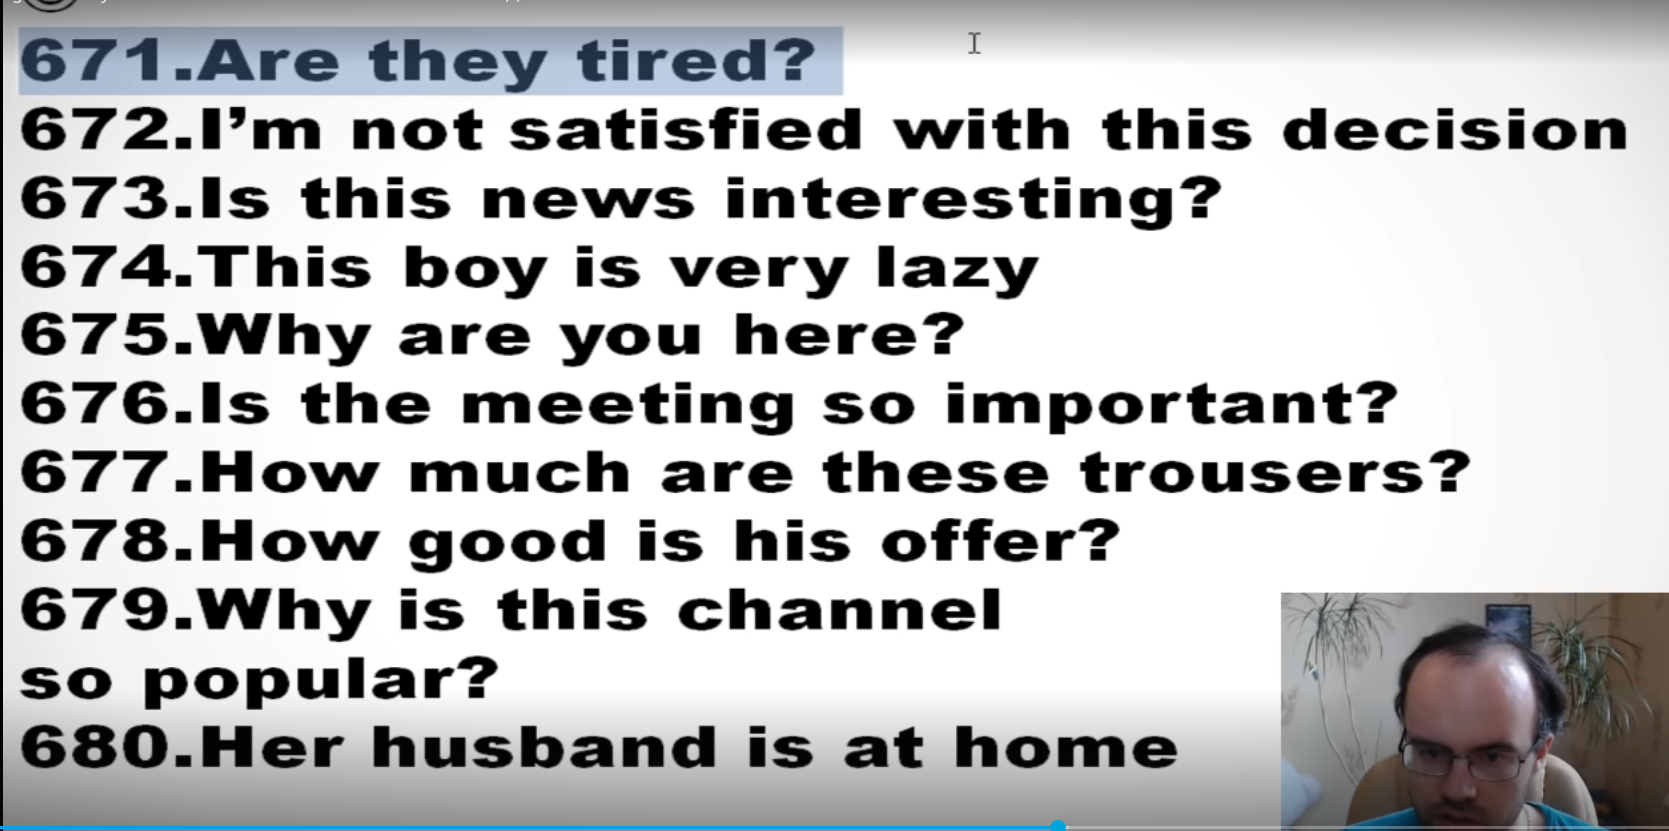 671.Are they tired?
672.I’m not satisfied with this decision
673.Is this news interesting?
674.This boy is very lazy
675.Why are you here?
676.Is the meeting so important?
677.How much are these trousers?
678.How good is his offer?
679.Why is this channel
so popular?
680.Her husband is at home